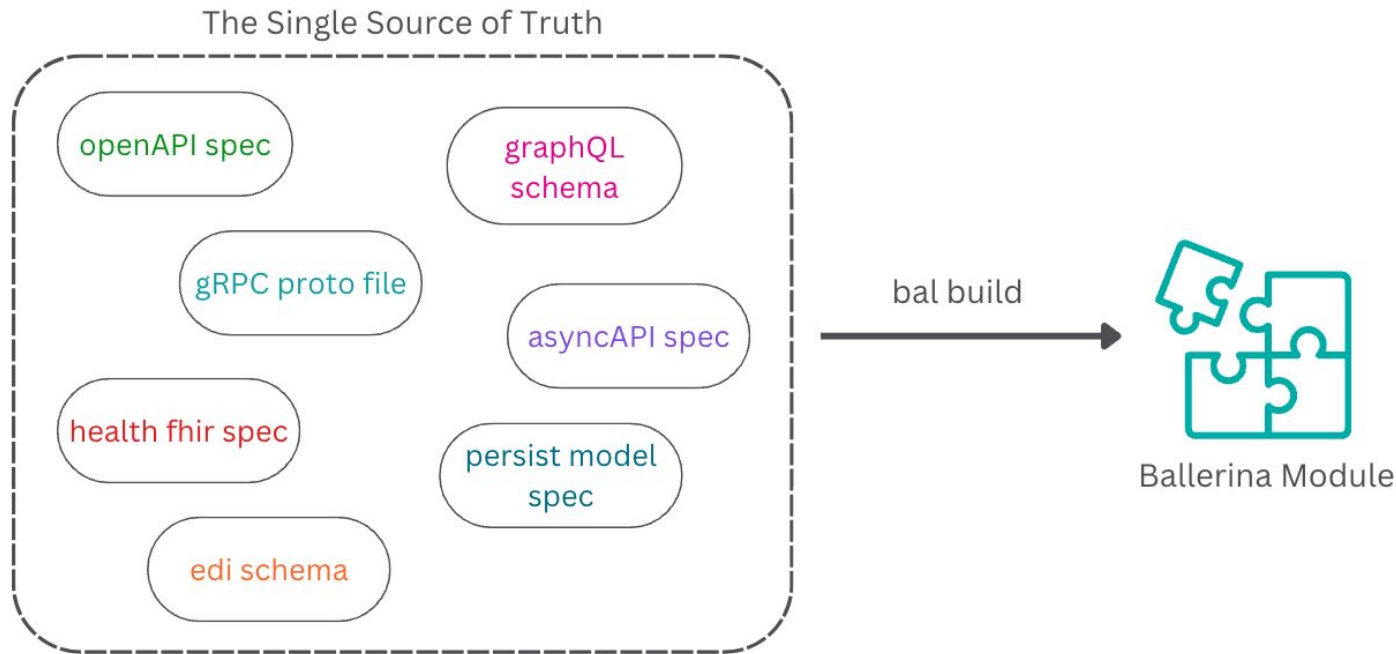 The Single Source of Truth
openAPI spec
graphQL
schema
gRPC proto file
asyncAPI spec
health fhir spec
persist model
spec
edi schema
bal build
Ballerina Module